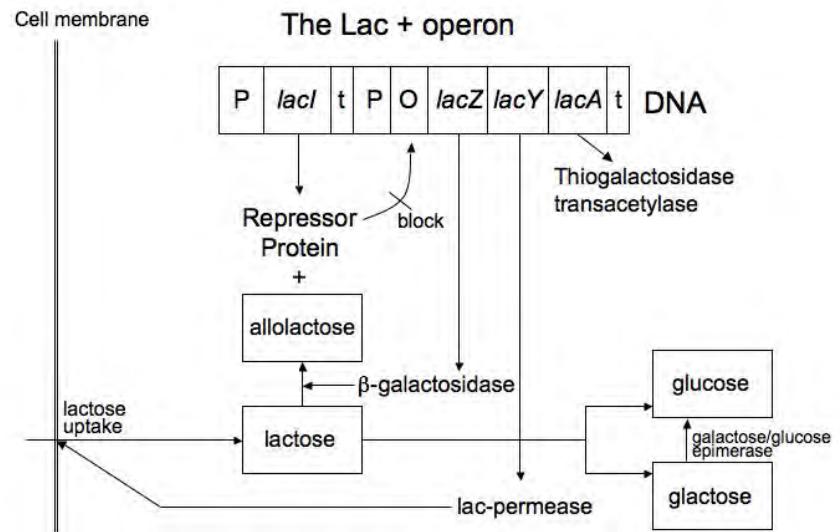 Cell membrane
The Lac + operon
P lacI t P O lacZ lacY lacA t DNA
Thiogalactosidase
transacetylase
Repressor
Protein
block
+
allolactose
β-galactosidase
glucose
lactose
uptake
lactose
galactose/glucose
epimerase
glactose
lac-permease